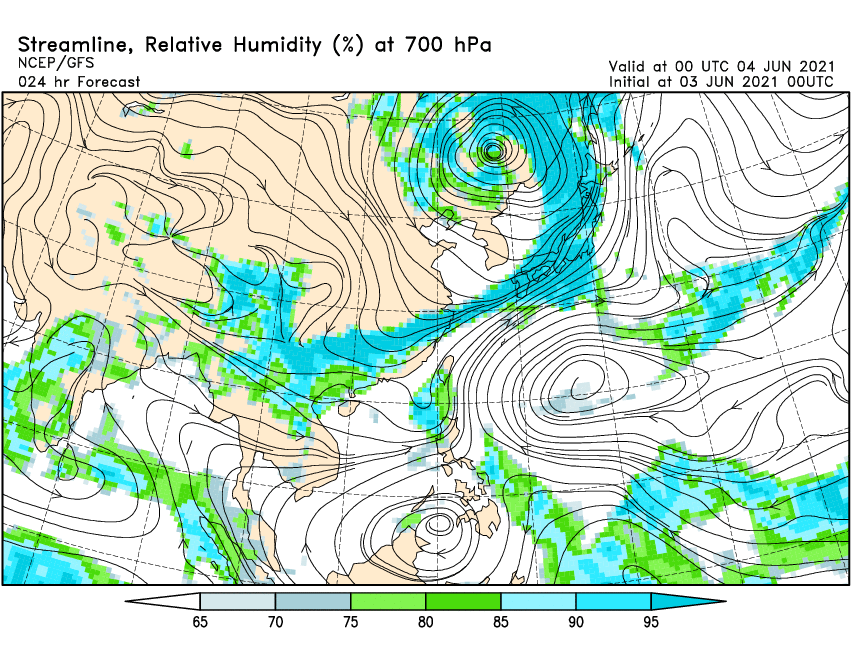 Streamline, Relative Humidity (%) at 700 hPa
NCEP/GFS
024 hr Forecast
Valid at 00 UTC 04 JUN 2021
Initial at 03 JUN 2021 00UTC
65 70 75 80 85 90 95